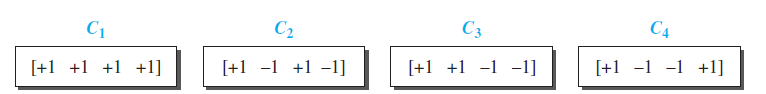 C1 C2 C3 C4
[+1 +1 +1 +1] [+1 –1 +1 –1] [+1 +1 –1 –1] [+1 –1 –1 +1]